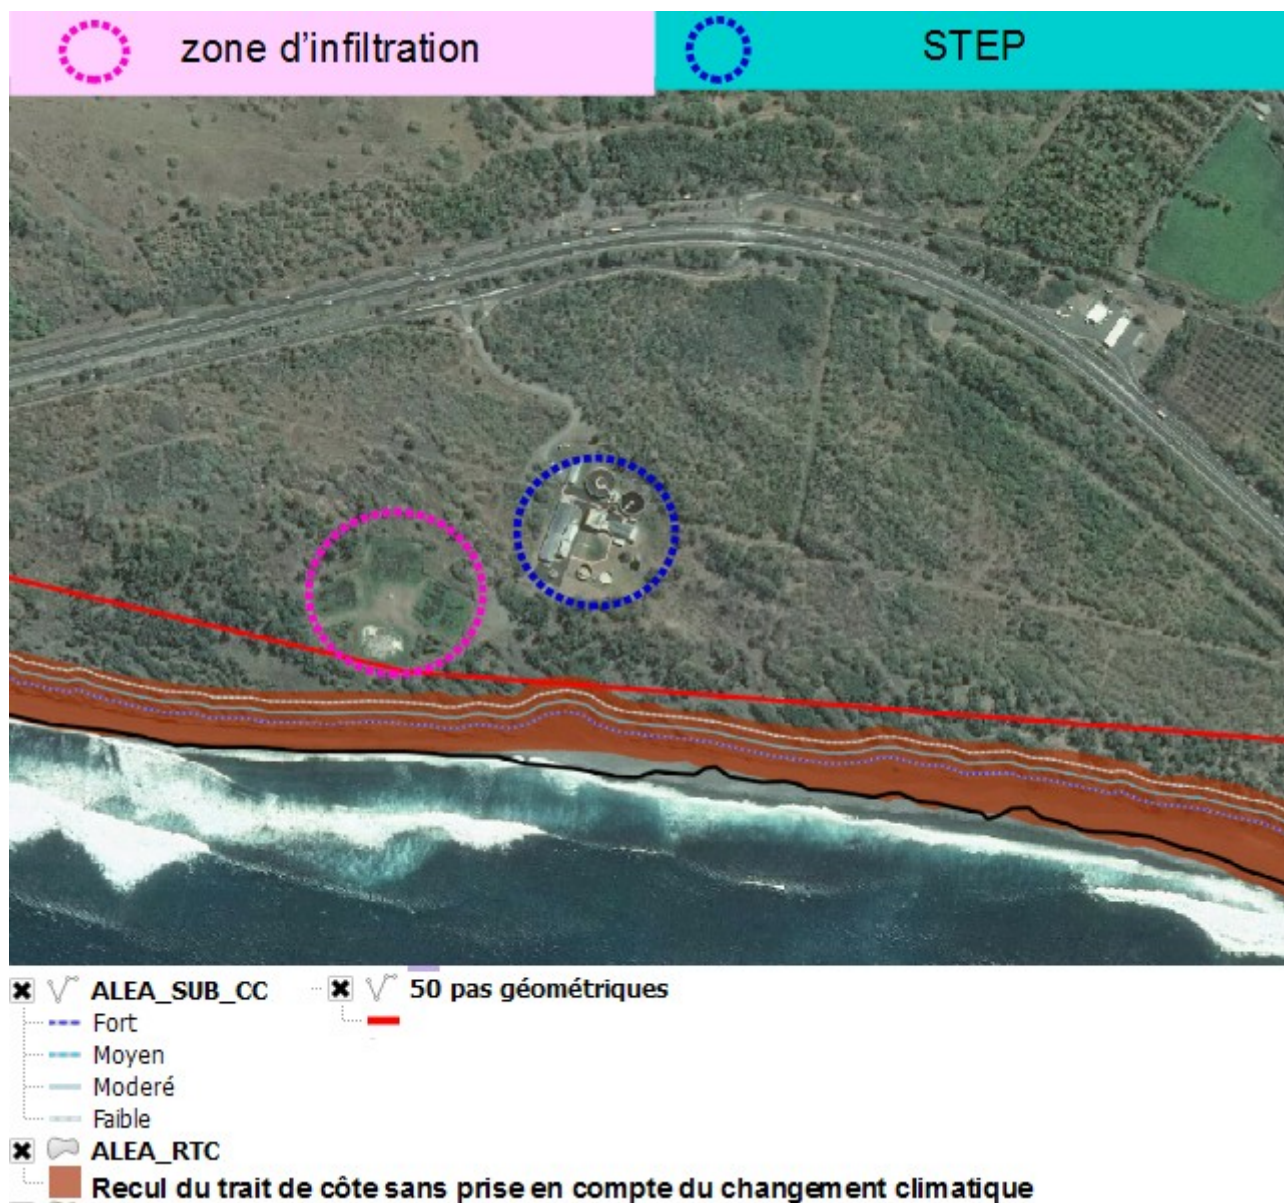 zone d'infiltration
STEP
ALEA_SUB_CC
50 pas géométriques
Fort
Moyen
Moderé
Faible
ALEA_RTC
Recul du trait de côte sans prise en compte du changement climatique